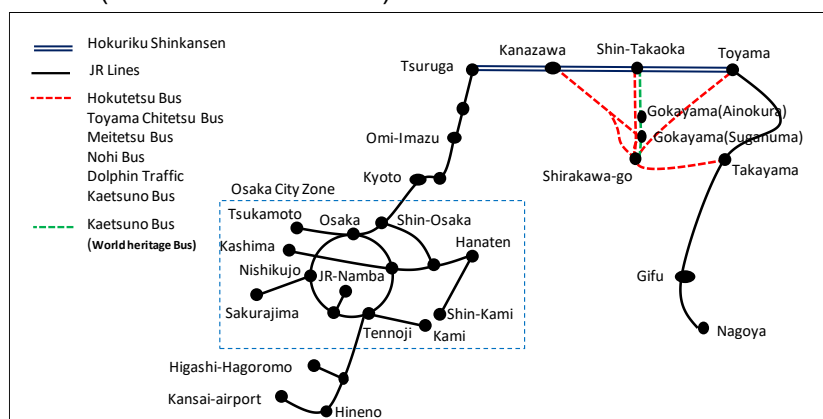 Hokuriku Shinkansen
JR Lines
Hokutetsu Bus
Toyama Chitetsu Bus
Meitetsu Bus
Nohi Bus
Dolphin Traffic
Kaetsuno Bus
Kaetsuno Bus
(World heritage Bus)
Kanazawa
Shin-Takaoka
Toyama
Tsuruga
Gokayama(Ainokura)
Omi-Imazu
Gokayama(Suganuma)
Kyoto
Shirakawa-go
Takayama
Osaka City Zone
Tsukamoto
Osaka
Shin-Osaka
Kashima
Hanaten
Nishikujo
JR-Namba
Gifu
Sakurajima
Shin-Kami
Tennoji
Kami
Nagoya
Higashi-Hagoromo
Kansai-airport
Hineno